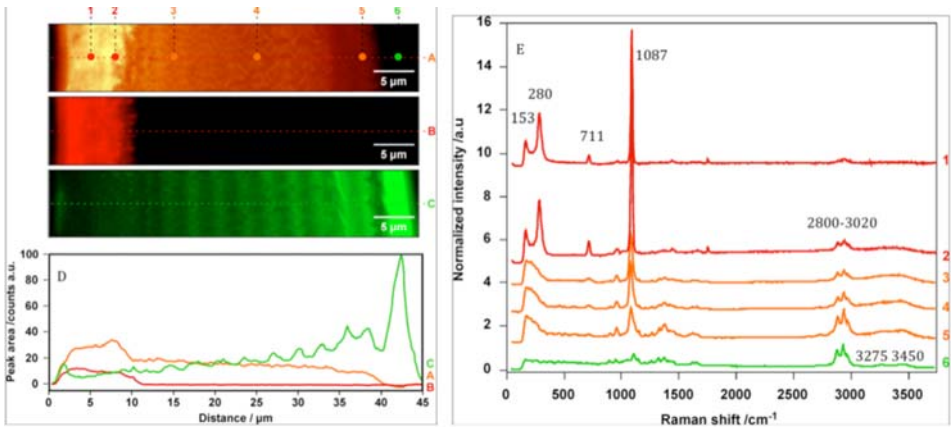 1 2 3 4 5 6
A
5 µm
B
5 µm
C
5 µm
D
Peak area /counts a.u.
100
80
60
40
20
0
C
A
B
0 5 10 15 20 25 30 35 40 45
Distance / µm
E
Normalized intensity /a.u
16
14
12
10
8
6
4
2
0
1087
280
153
711
1
2800-3020
2
3
4
5
3275 3450
6
0 500 1000 1500 2000 2500 3000 3500
Raman shift /cm-1